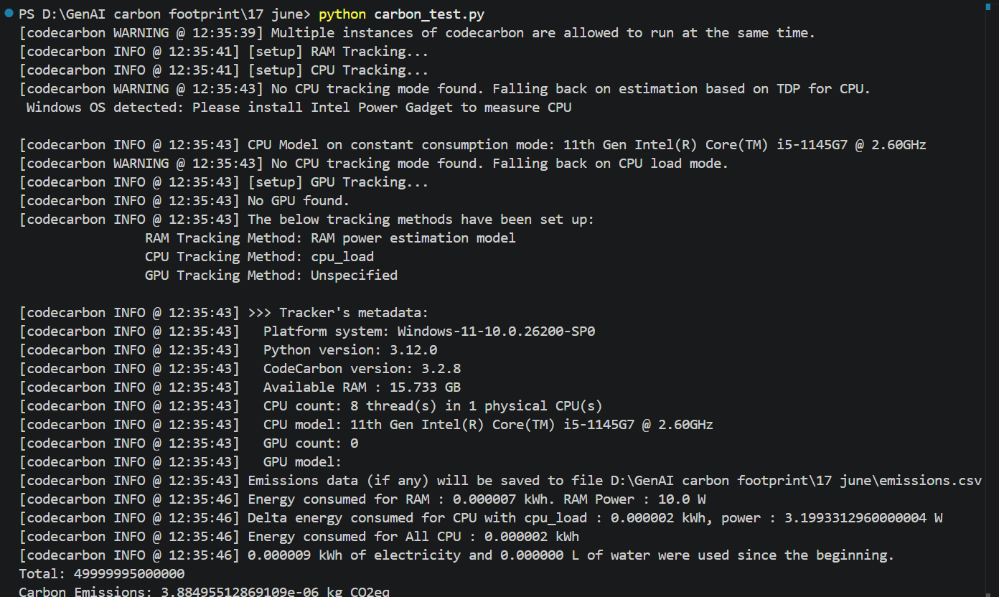 PS D:\GenAI carbon footprint\17 june> python carbon_test.py
[codecarbon WARNING @ 12:35:39] Multiple instances of codecarbon are allowed to run at the same time.
[codecarbon INFO @ 12:35:41] [setup] RAM Tracking...
[codecarbon INFO @ 12:35:41] [setup] CPU Tracking...
[codecarbon WARNING @ 12:35:43] No CPU tracking mode found. Falling back on estimation based on TDP for CPU.
 Windows OS detected: Please install Intel Power Gadget to measure CPU

[codecarbon INFO @ 12:35:43] CPU Model on constant consumption mode: 11th Gen Intel(R) Core(TM) i5-1145G7 @ 2.60GHz
[codecarbon WARNING @ 12:35:43] No CPU tracking mode found. Falling back on CPU load mode.
[codecarbon INFO @ 12:35:43] [setup] GPU Tracking...
[codecarbon INFO @ 12:35:43] No GPU found.
[codecarbon INFO @ 12:35:43] The below tracking methods have been set up:
                RAM Tracking Method: RAM power estimation model
                CPU Tracking Method: cpu_load
                GPU Tracking Method: Unspecified

[codecarbon INFO @ 12:35:43] >>> Tracker's metadata:
[codecarbon INFO @ 12:35:43]   Platform system: Windows-11-10.0.26200-SP0
[codecarbon INFO @ 12:35:43]   Python version: 3.12.0
[codecarbon INFO @ 12:35:43]   CodeCarbon version: 3.2.8
[codecarbon INFO @ 12:35:43]   Available RAM : 15.733 GB
[codecarbon INFO @ 12:35:43]   CPU count: 8 thread(s) in 1 physical CPU(s)
[codecarbon INFO @ 12:35:43]   CPU model: 11th Gen Intel(R) Core(TM) i5-1145G7 @ 2.60GHz
[codecarbon INFO @ 12:35:43]   GPU count: 0
[codecarbon INFO @ 12:35:43]   GPU model:
[codecarbon INFO @ 12:35:43] Emissions data (if any) will be saved to file D:\GenAI carbon footprint\17 june\emissions.csv
[codecarbon INFO @ 12:35:46] Energy consumed for RAM : 0.000007 kWh. RAM Power : 10.0 W
[codecarbon INFO @ 12:35:46] Delta energy consumed for CPU with cpu_load : 0.000002 kWh, power : 3.1993312960000004 W
[codecarbon INFO @ 12:35:46] Energy consumed for All CPU : 0.000002 kWh
[codecarbon INFO @ 12:35:46] 0.000009 kWh of electricity and 0.000000 L of water were used since the beginning.
Total: 49999995000000
Carbon Emissions: 3.88495512869109e-06 kg CO2eq